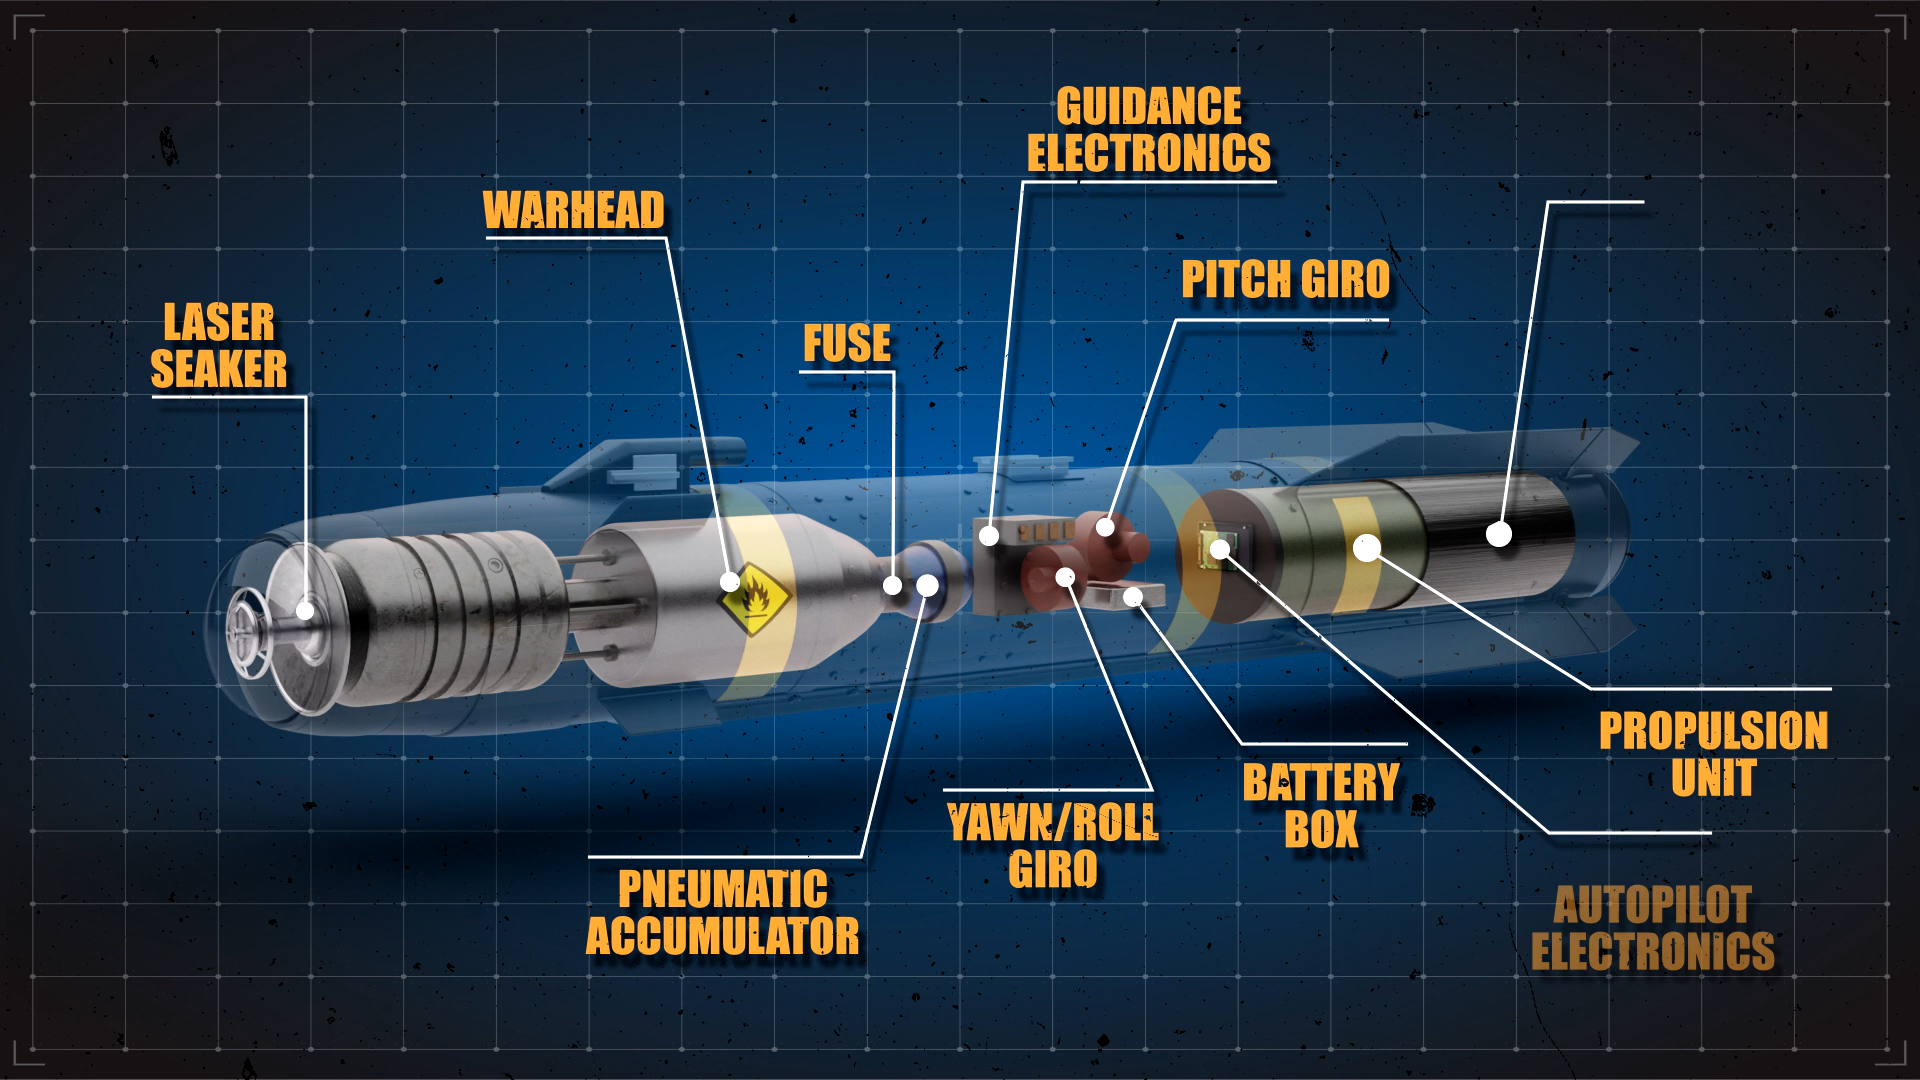 GUIDANCE
ELECTRONICS
WARHEAD
PITCH GIRO
LASER
SEAKER
FUSE
PROPULSION
UNIT
BATTERY
BOX
YAWN/ROLL
GIRO
PNEUMATIC
ACCUMULATOR
AUTOPILOT
ELECTRONICS